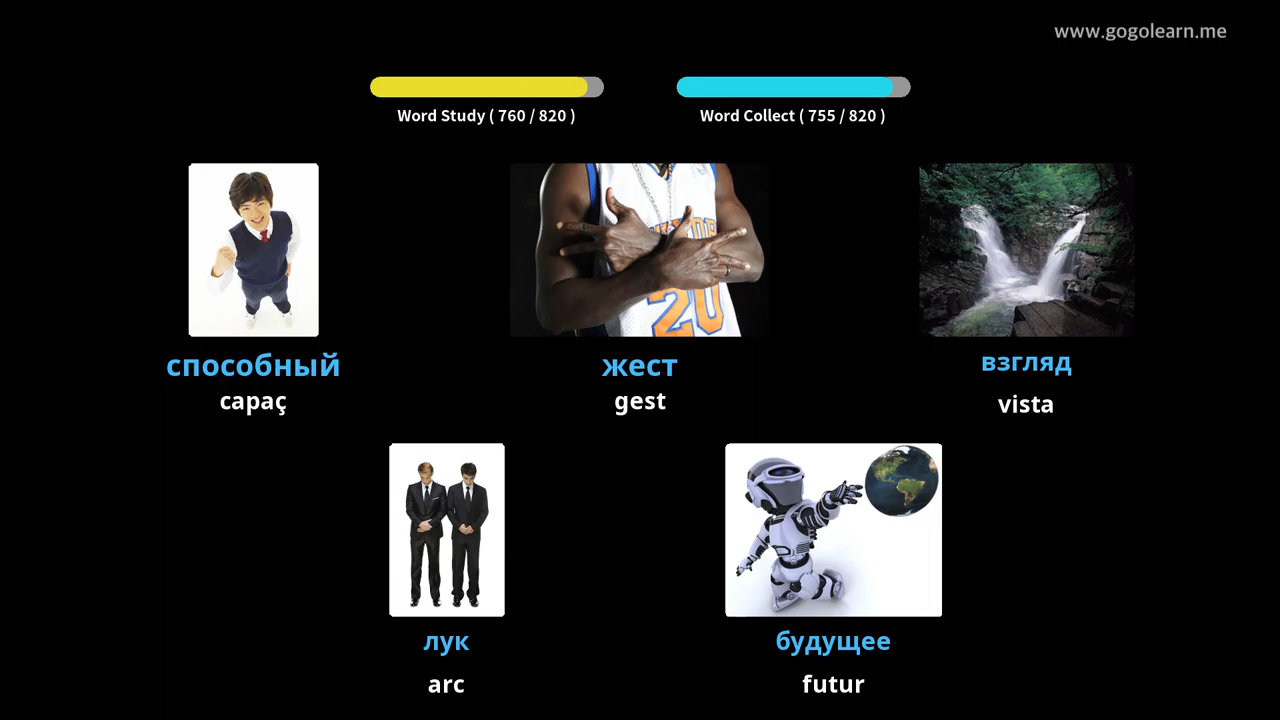 www.gogolearn.me
Word Study ( 760 / 820 )
Word Collect ( 755 / 820 )
способный
capaç
жест
gest
взгляд
vista
20
лук
arc
будущее
futur